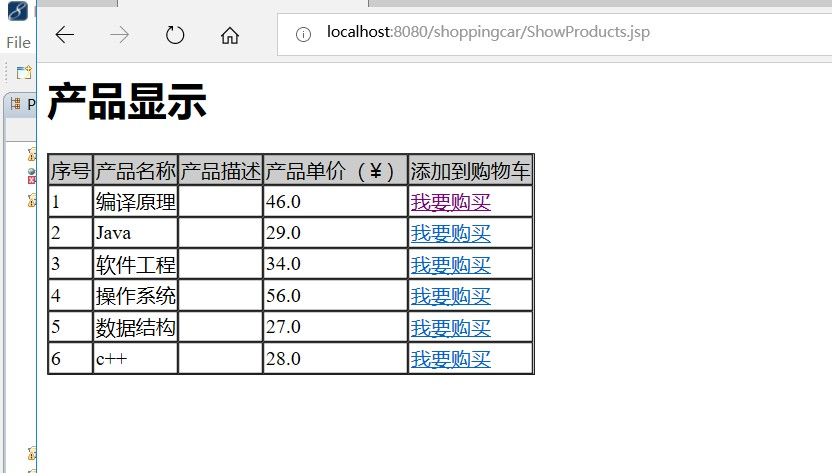 File
localhost:8080/shoppingcar/ShowProducts.jsp
P
产品显示
序号 产品名称 产品描述 产品单价（¥） 添加到购物车
1 编译原理 46.0 我要购买
2 Java 29.0 我要购买
3 软件工程 34.0 我要购买
4 操作系统 56.0 我要购买
5 数据结构 27.0 我要购买
6 c++ 28.0 我要购买